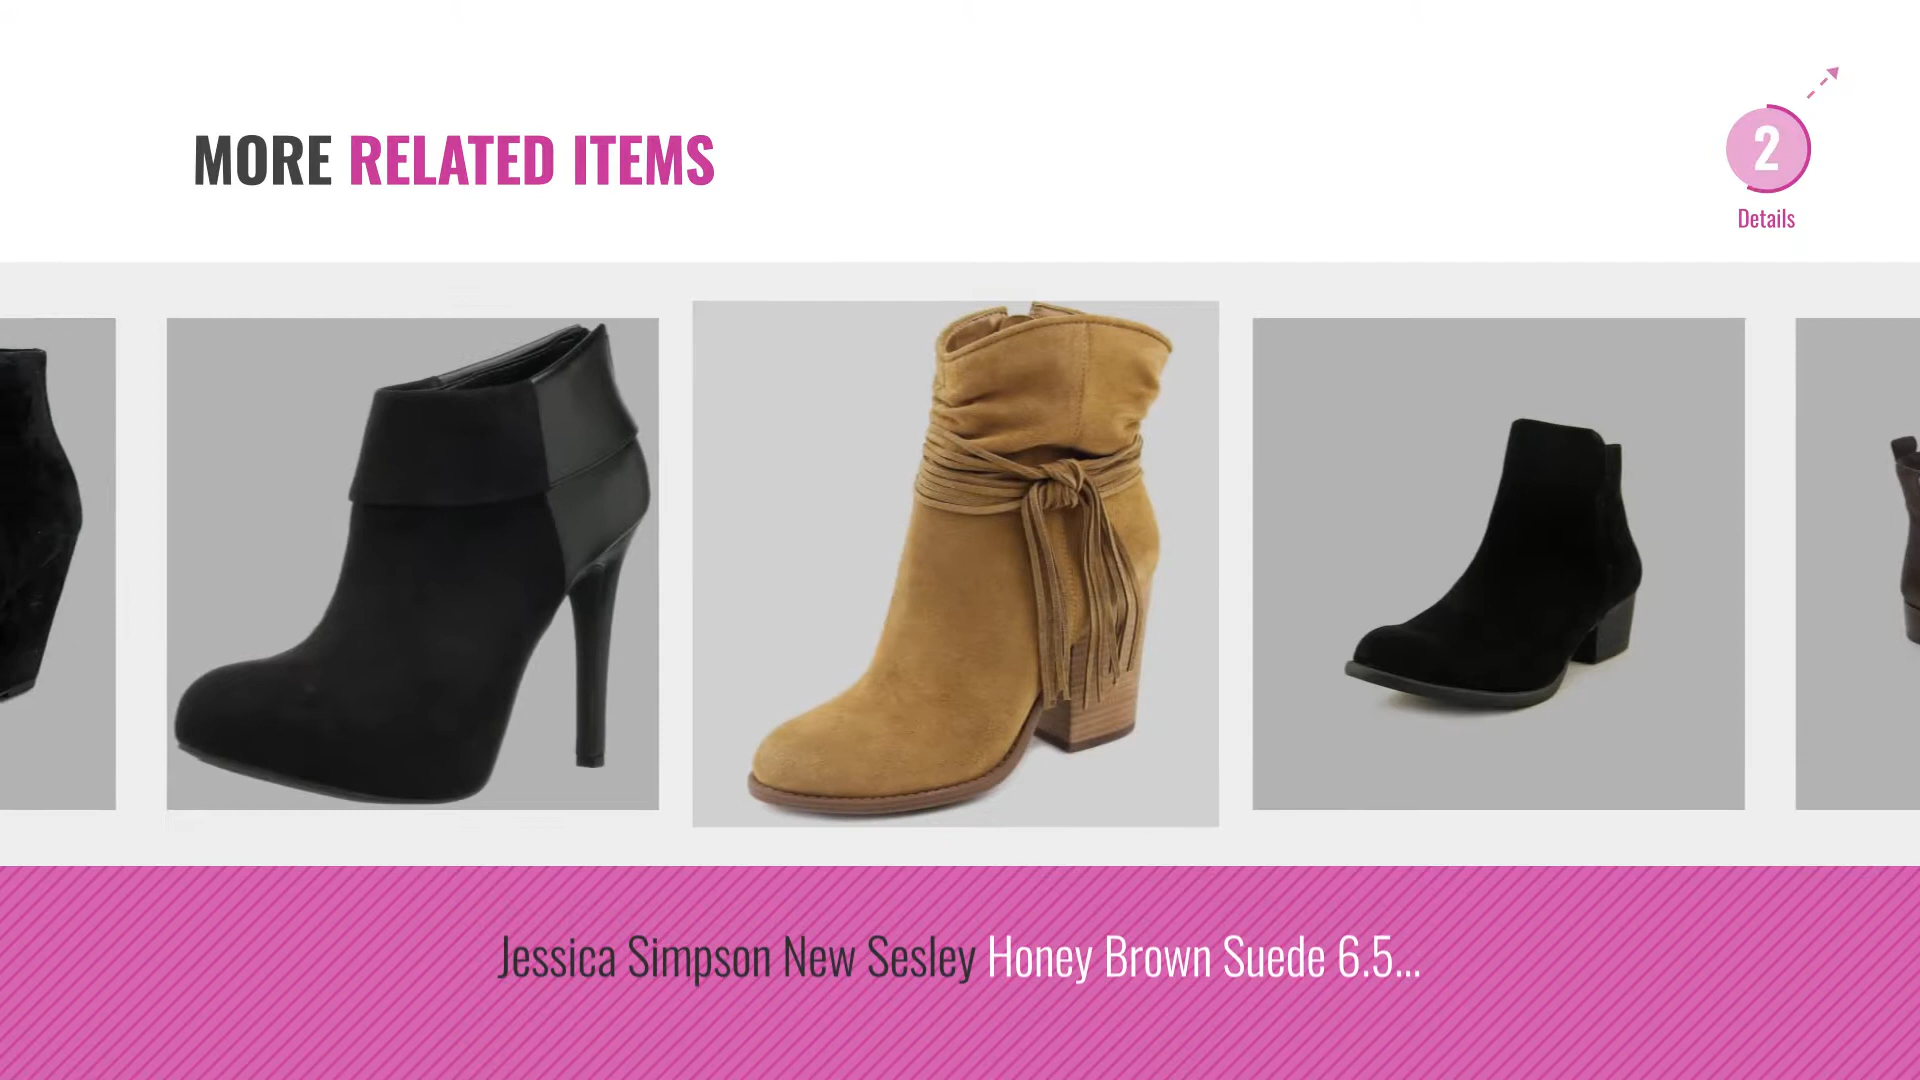 MORE RELATED ITEMS
2
Details
Jessica Simpson New Sesley Honey Brown Suede 6.5...